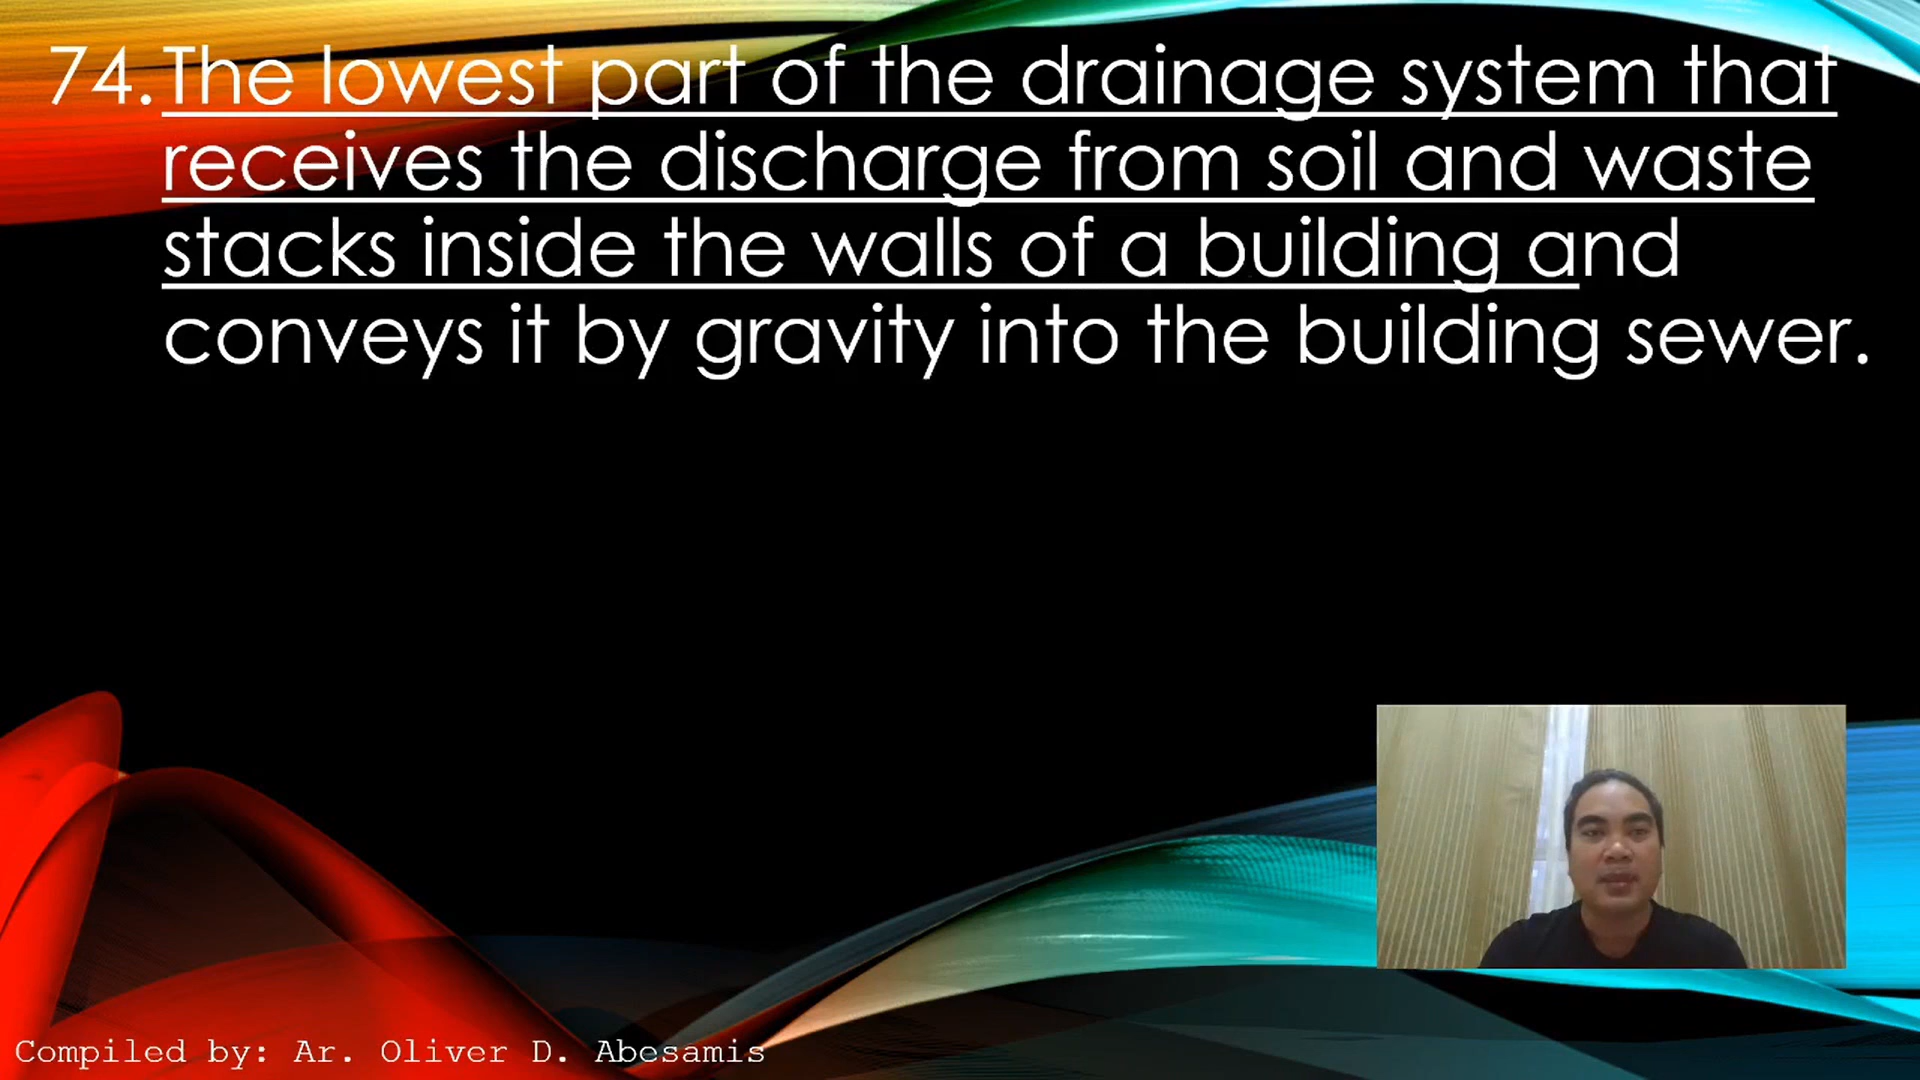 74.The lowest part of the drainage system that
receives the discharge from soil and waste
stacks inside the walls of a building and
conveys it by gravity into the building sewer.
Compiled by: Ar. Oliver D. Abesamis